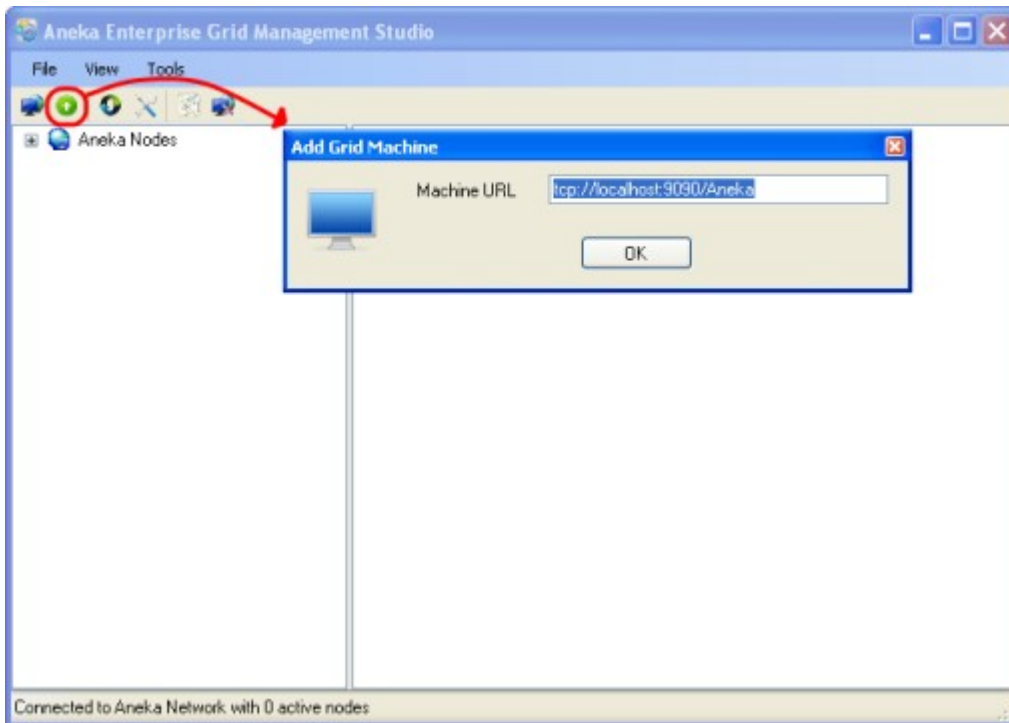 Aneka Enterprise Grid Management Studio
File View Tools
Aneka Nodes
Add Grid Machine
Machine URL tcp://localhost:9090/Aneka
OK
Connected to Aneka Network with 0 active nodes